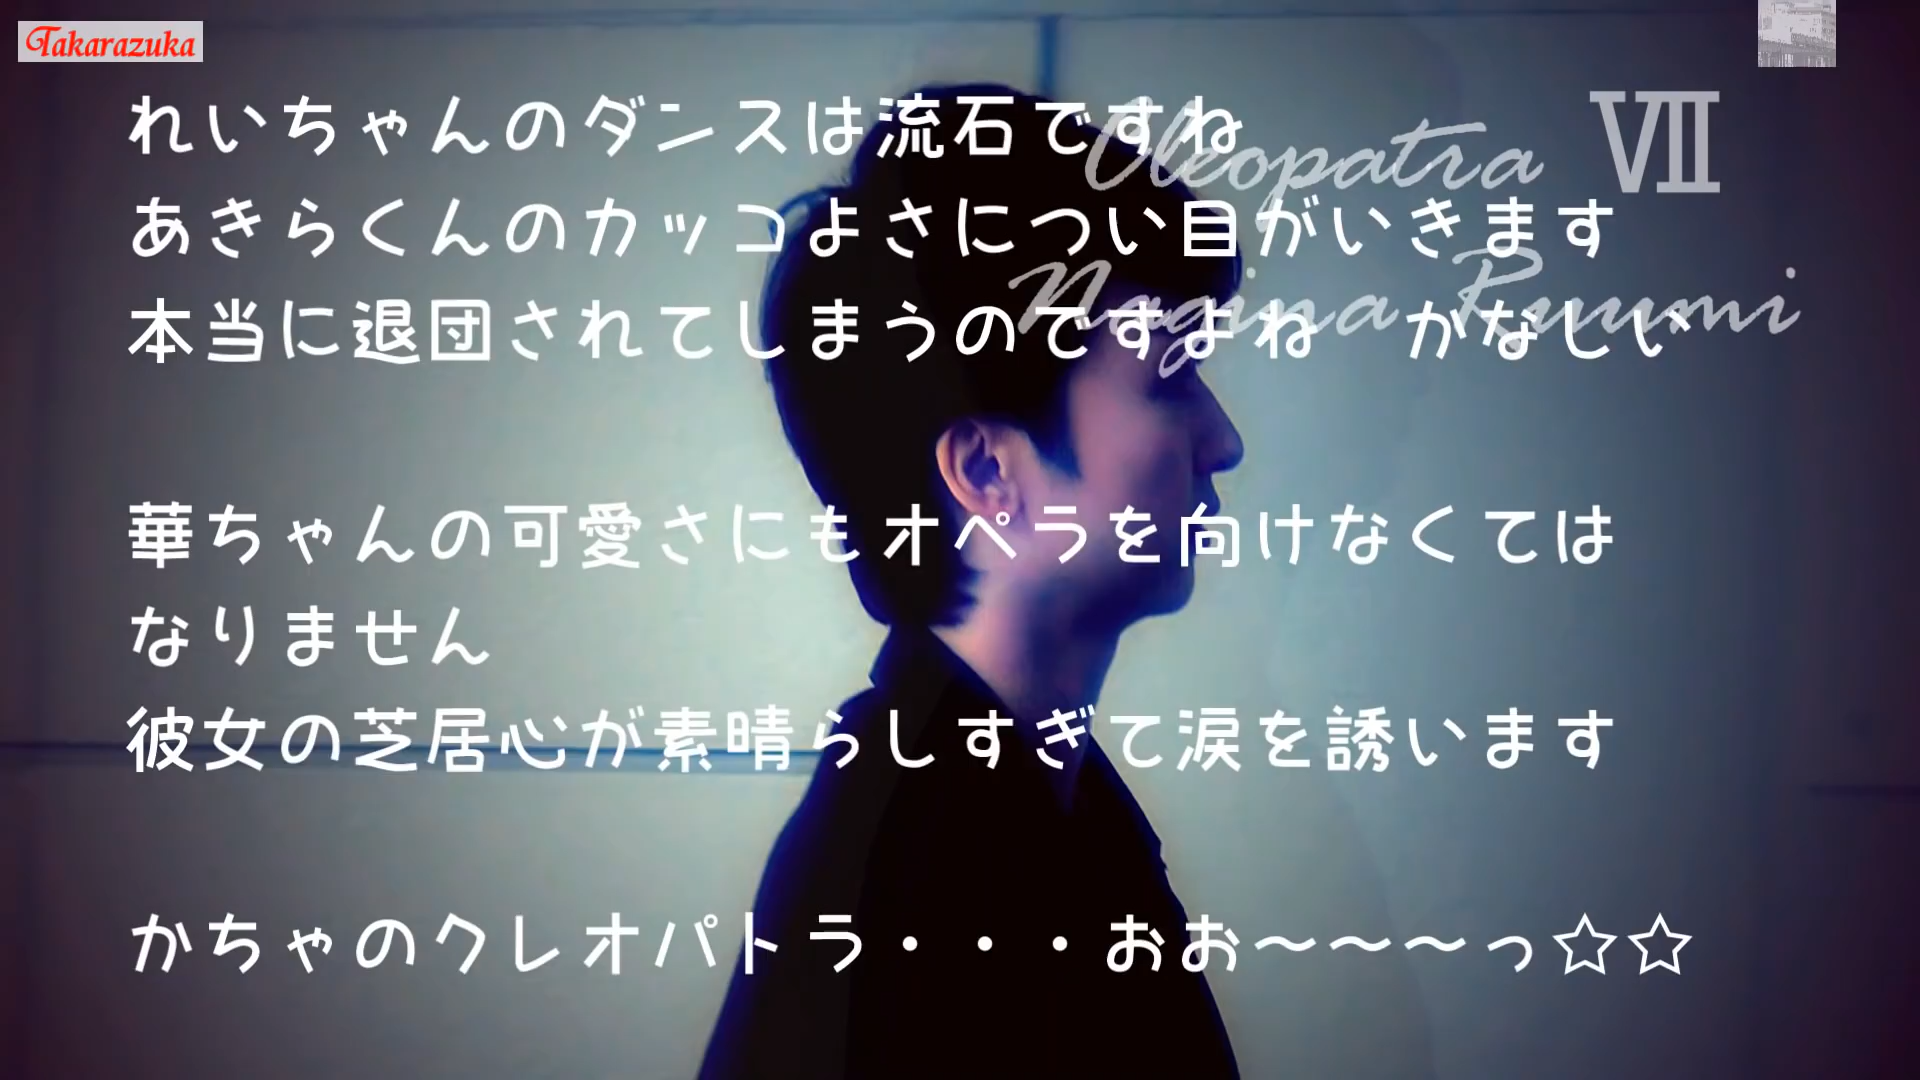 Takarazuka
Cleopatra Ⅶ
Nagina Ruumi
れいちゃんのダンスは流石ですね
あきらくんのカッコよさについ目がいきます
本当に退団されてしまうのですよね　かなしい
華ちゃんの可愛さにもオペラを向けなくては
なりません
彼女の芝居心が素晴らしすぎて涙を誘います
かちゃのクレオパトラ・・・おお～～～っ☆☆